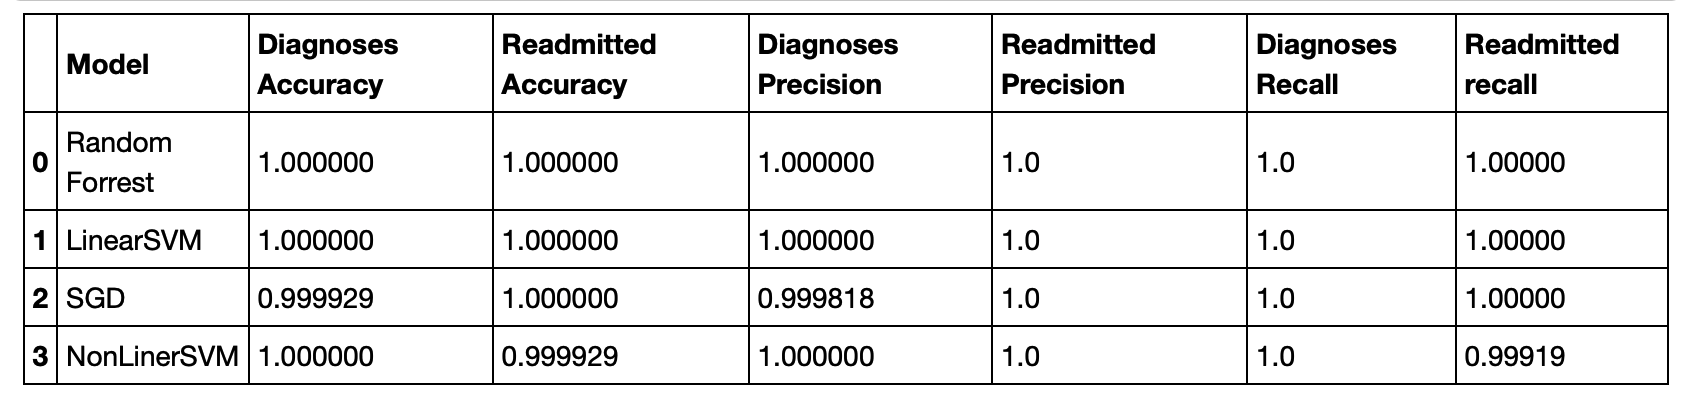 Model Diagnoses Accuracy Readmitted Accuracy Diagnoses Precision Readmitted Precision Diagnoses Recall Readmitted recall
0 Random Forrest 1.000000 1.000000 1.000000 1.0 1.0 1.00000
1 LinearSVM 1.000000 1.000000 1.000000 1.0 1.0 1.00000
2 SGD 0.999929 1.000000 0.999818 1.0 1.0 1.00000
3 NonLinerSVM 1.000000 0.999929 1.000000 1.0 1.0 0.99919